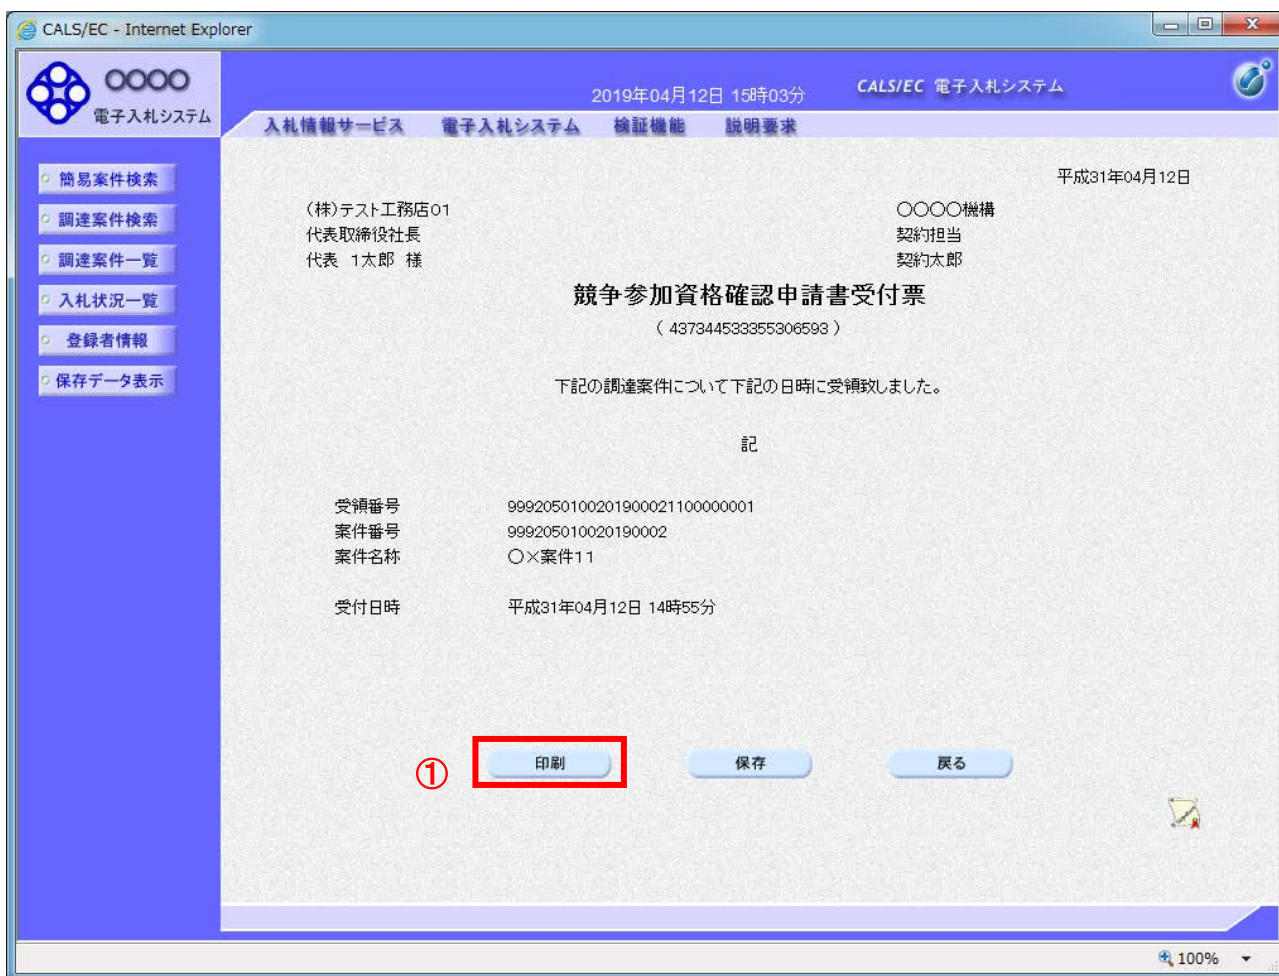 CALS/EC - Internet Explorer
〇〇〇〇
電子入札システム
2019年04月12日 15時03分
CALS/EC 電子入札システム
入札情報サービス 電子入札システム 検証機能 説明要求
簡易案件検索
調達案件検索
調達案件一覧
入札状況一覧
登録者情報
保存データ表示
平成31年04月12日
(株)テスト工務店01
代表取締役社長
代表 1太郎 様
〇〇〇〇機構
契約担当
契約太郎
競争参加資格確認申請書受付票
( 437344533355306593 )
下記の調達案件について下記の日時に受領致しました。
記
受領番号 9992050100201900021100000001
案件番号 999205010020190002
案件名称 〇×案件11
受付日時 平成31年04月12日 14時55分
① 印刷 保存 戻る
100%